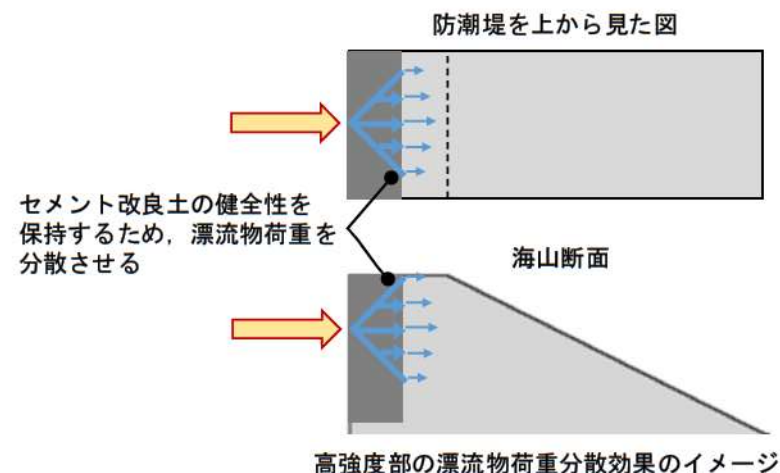 防潮堤を上から見た図
セメント改良土の健全性を
保持するため，漂流物荷重を
分散させる
海山断面
高強度部の漂流物荷重分散効果のイメージ